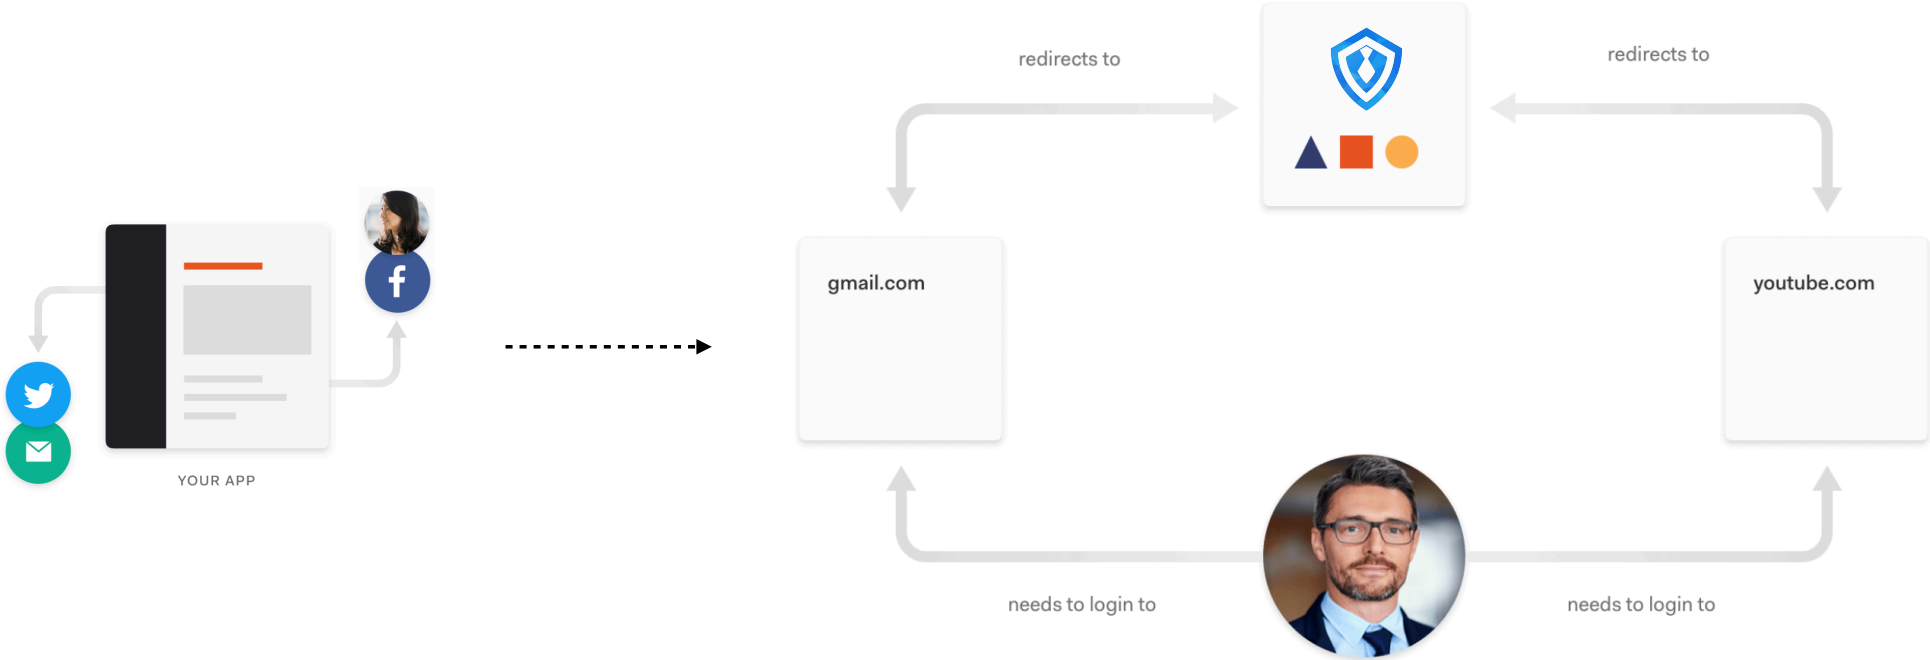 redirects to
redirects to
gmail.com
youtube.com
YOUR APP
needs to login to
needs to login to